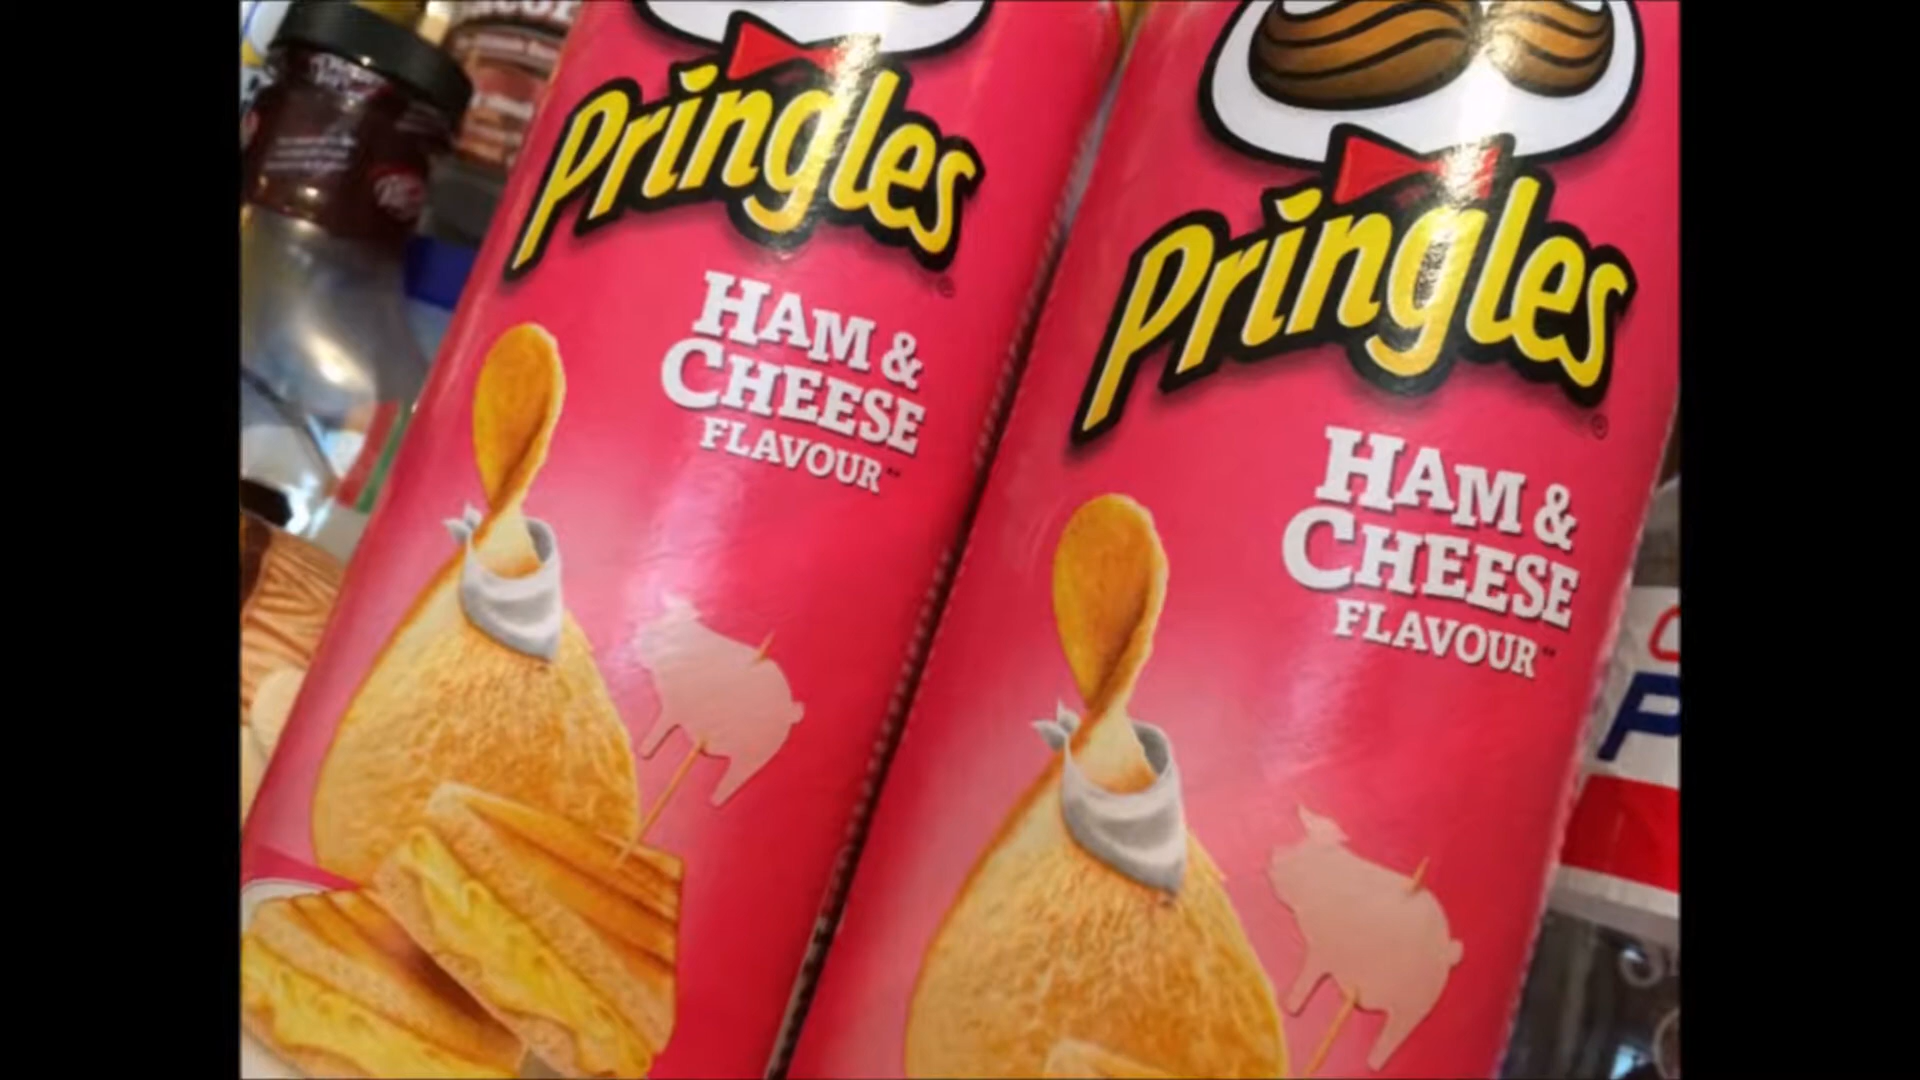 Pringles
HAM &
CHEESE
FLAVOUR
Pringles
HAM &
CHEESE
FLAVOUR
P